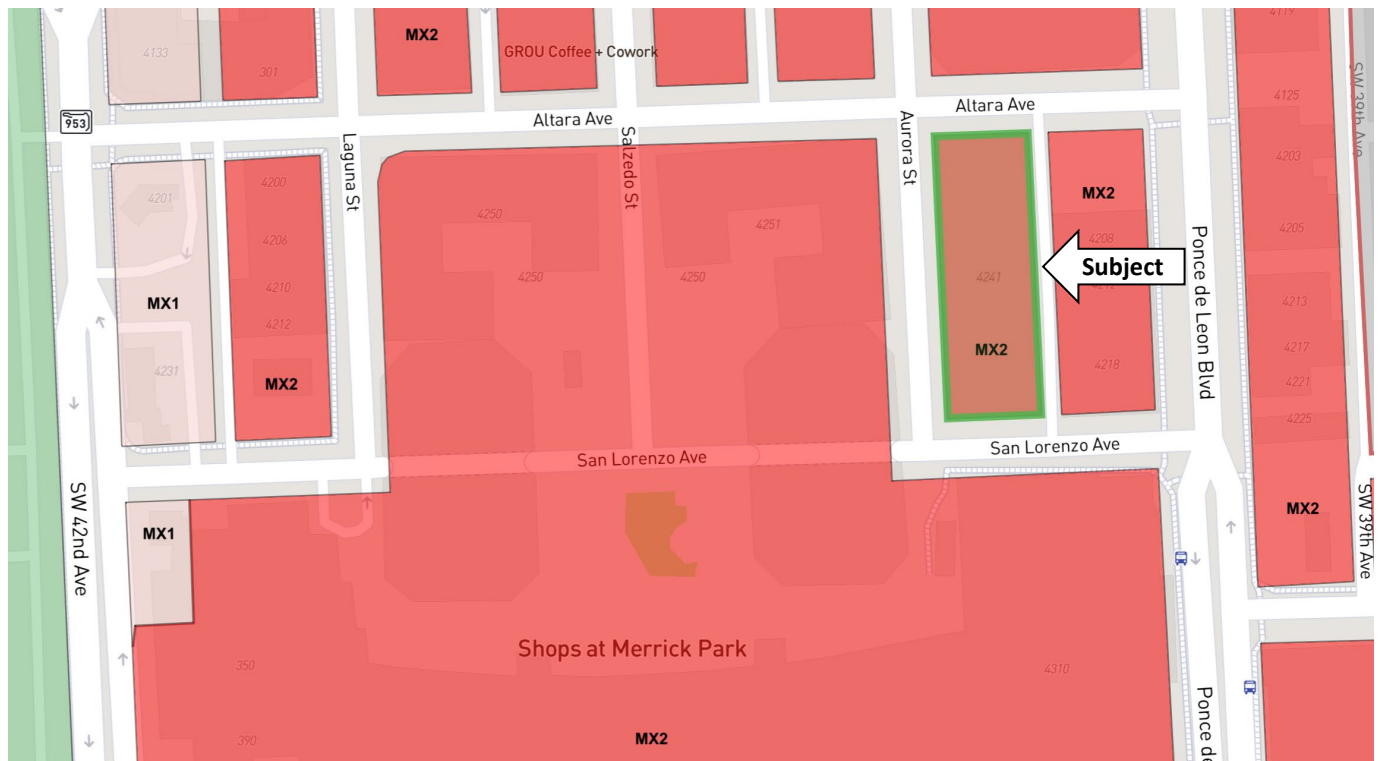 4119
4133
301
MX2
GROU Coffee + Cowork
SW 39th Ave
4125
953
Altara Ave
Altara Ave
Laguna St
Salzedo St
Aurora St
4203
4201
4200
4250
4251
MX2
4206
4208
4205
4250
4250
4241
Subject
Ponce de Leon Blvd
4210
MX1
4212
4213
MX2
4217
4231
MX2
4218
4221
4225
San Lorenzo Ave
San Lorenzo Ave
SW 42nd Ave
MX1
MX2
SW 39th Ave
Shops at Merrick Park
350
4310
Ponce de
390
MX2